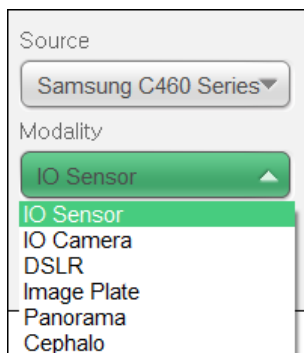 Source
Samsung C460 Series
Modality
IO Sensor
IO Sensor
IO Camera
DSLR
Image Plate
Panorama
Cephalo